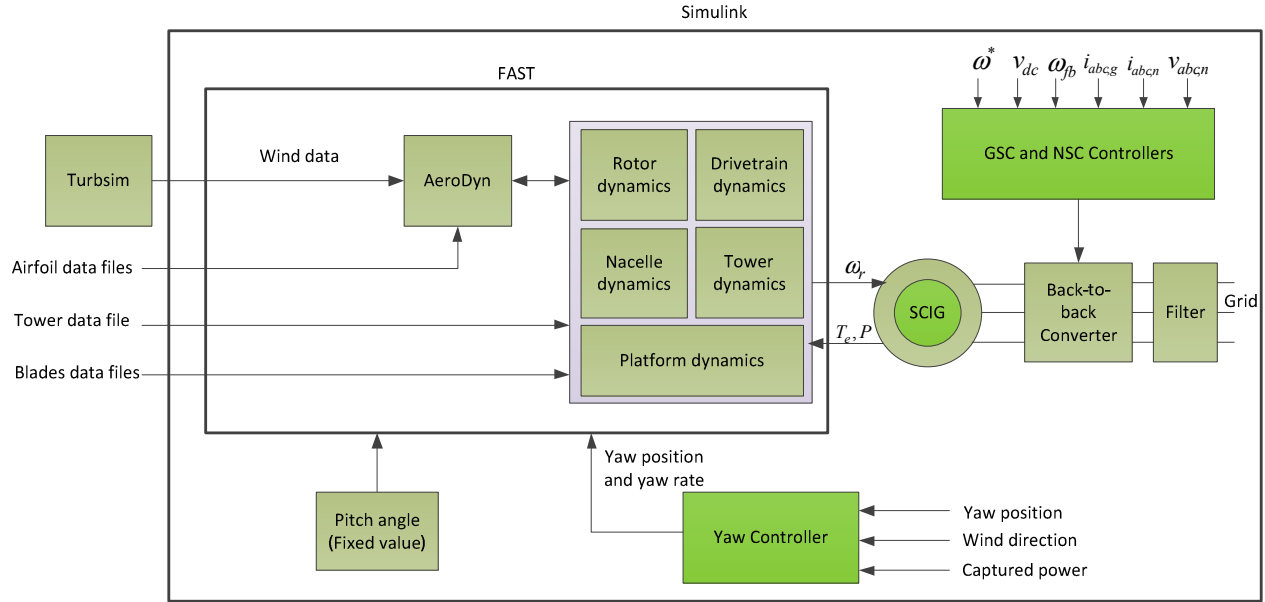 Simulink
FAST
ω* v_dc ω_fb i_abc,g i_abc,n v_abc,n
GSC and NSC Controllers
Turbsim
Wind data
AeroDyn
Rotor
dynamics
Drivetrain
dynamics
Nacelle
dynamics
Tower
dynamics
Platform dynamics
Airfoil data files
Tower data file
Blades data files
ω_r
T_e, P
SCIG
Back-to-
back
Converter
Filter
Grid
Pitch angle
(Fixed value)
Yaw position
and yaw rate
Yaw Controller
Yaw position
Wind direction
Captured power